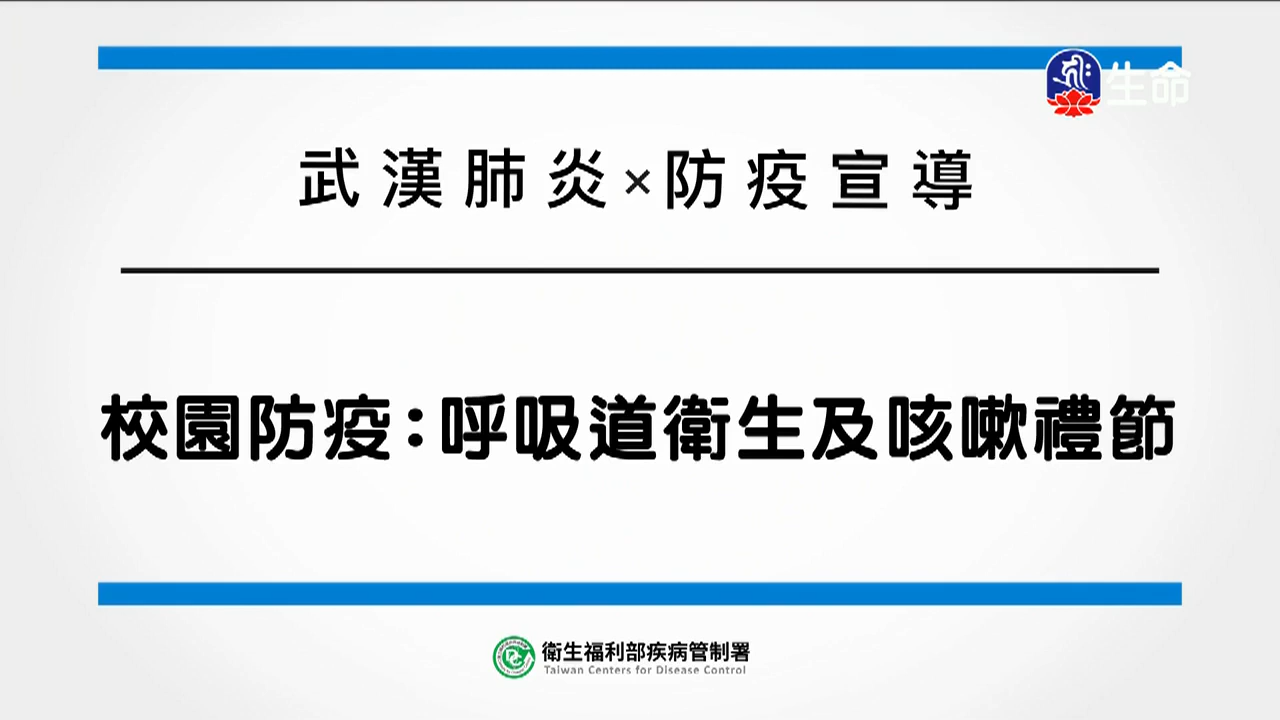 生命
武漢肺炎×防疫宣導
校園防疫:呼吸道衛生及咳嗽禮節
衛生福利部疾病管制署
Taiwan Centers for Disease Control